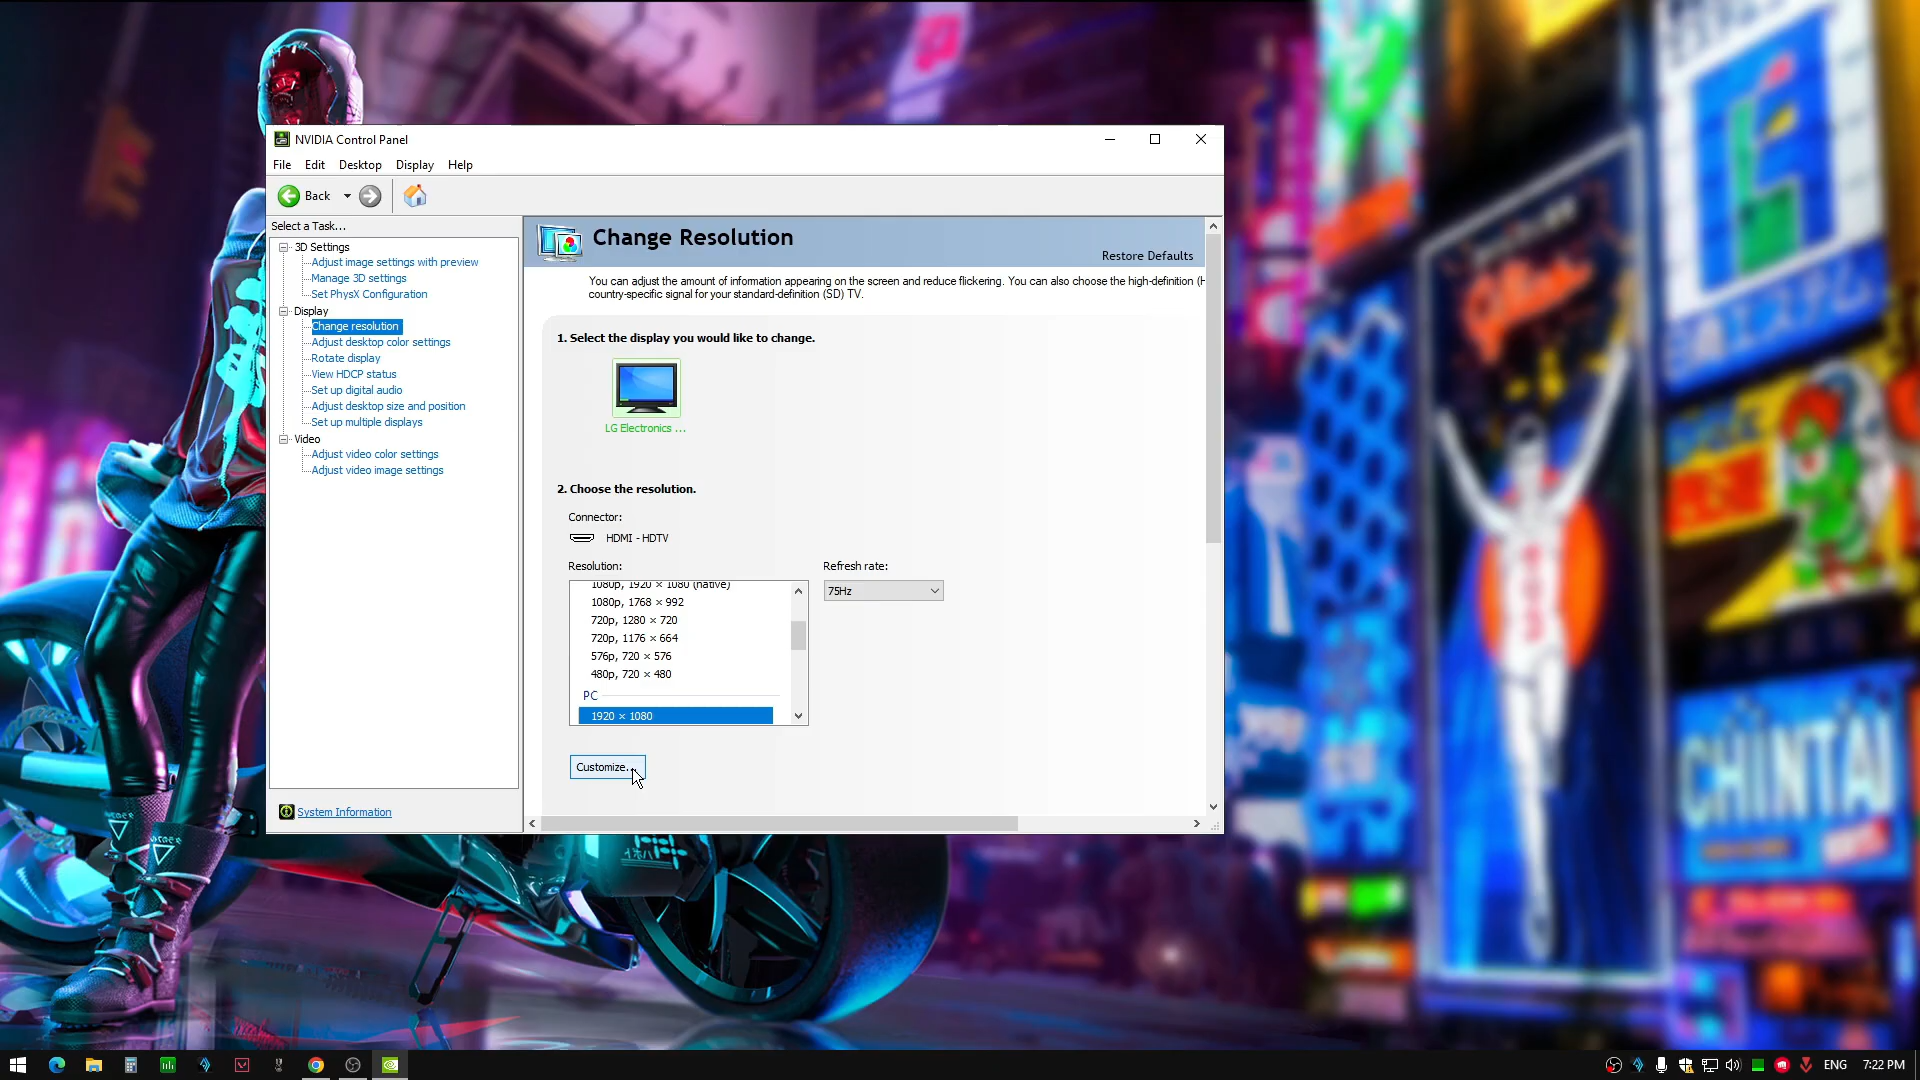 NVIDIA Control Panel
File Edit Desktop Display Help
Back
Select a Task...
3D Settings
Adjust image settings with preview
Manage 3D settings
Set PhysX Configuration
Display
Change resolution
Adjust desktop color settings
Rotate display
View HDCP status
Set up digital audio
Adjust desktop size and position
Set up multiple displays
Video
Adjust video color settings
Adjust video image settings
System Information
Change Resolution
Restore Defaults
You can adjust the amount of information appearing on the screen and reduce flickering. You can also choose the high-definition (H
country-specific signal for your standard-definition (SD) TV.
1. Select the display you would like to change.
LG Electronics ...
2. Choose the resolution.
Connector:
HDMI - HDTV
Resolution:
1080p, 1920 × 1080 (native)
1080p, 1768 × 992
720p, 1280 × 720
720p, 1176 × 664
576p, 720 × 576
480p, 720 × 480
PC
1920 × 1080
Refresh rate:
75Hz
Customize...
CHINTAI
ENG 7:22 PM